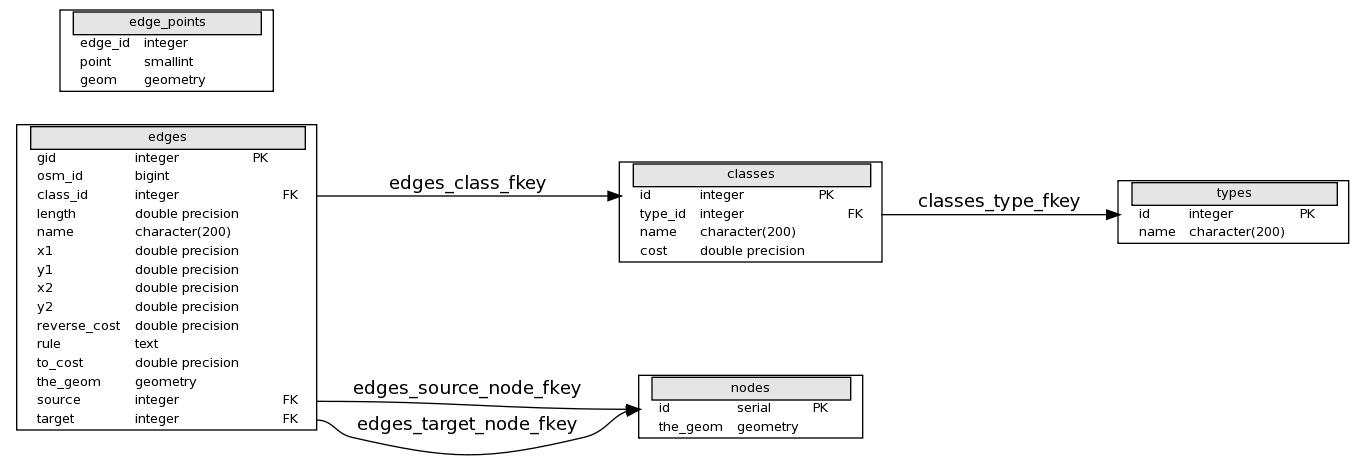 edge_points
edge_id integer
point smallint
geom geometry
edges
gid integer PK
osm_id bigint
class_id integer FK
length double precision
name character(200)
x1 double precision
y1 double precision
x2 double precision
y2 double precision
reverse_cost double precision
rule text
to_cost double precision
the_geom geometry
source integer FK
target integer FK
edges_class_fkey
edges_source_node_fkey
edges_target_node_fkey
classes
id integer PK
type_id integer FK
name character(200)
cost double precision
nodes
id serial PK
the_geom geometry
classes_type_fkey
types
id integer PK
name character(200)